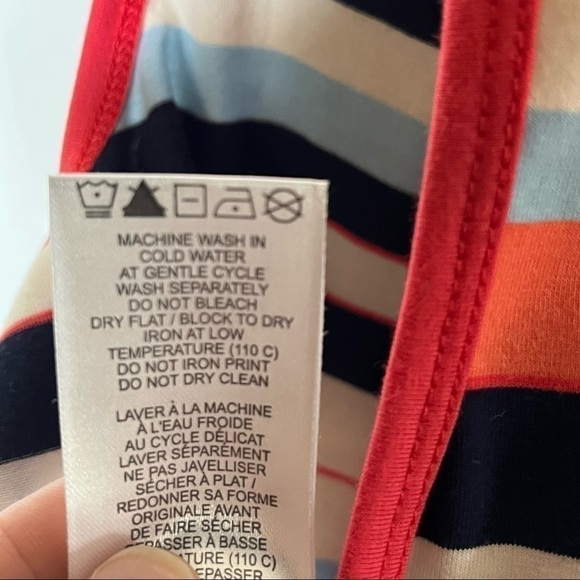 MACHINE WASH IN
COLD WATER
AT GENTLE CYCLE
WASH SEPARATELY
DO NOT BLEACH
DRY FLAT / BLOCK TO DRY
IRON AT LOW
TEMPERATURE (110 C)
DO NOT IRON PRINT
DO NOT DRY CLEAN
LAVER À LA MACHINE
À L'EAU FROIDE
AU CYCLE DÉLICAT
LAVER SÉPARÉMENT
NE PAS JAVELLISER
SÉCHER À PLAT /
REDONNER SA FORME
ORIGINALE AVANT
DE FAIRE SÉCHER
À BASSE
(110 C)